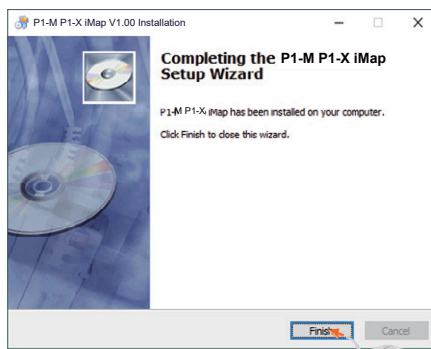 P1-M P1-X iMap V1.00 Installation
Completing the P1-M P1-X iMap
Setup Wizard
P1-M P1-X iMap has been installed on your computer.
Click Finish to close this wizard.
Finish
Cancel